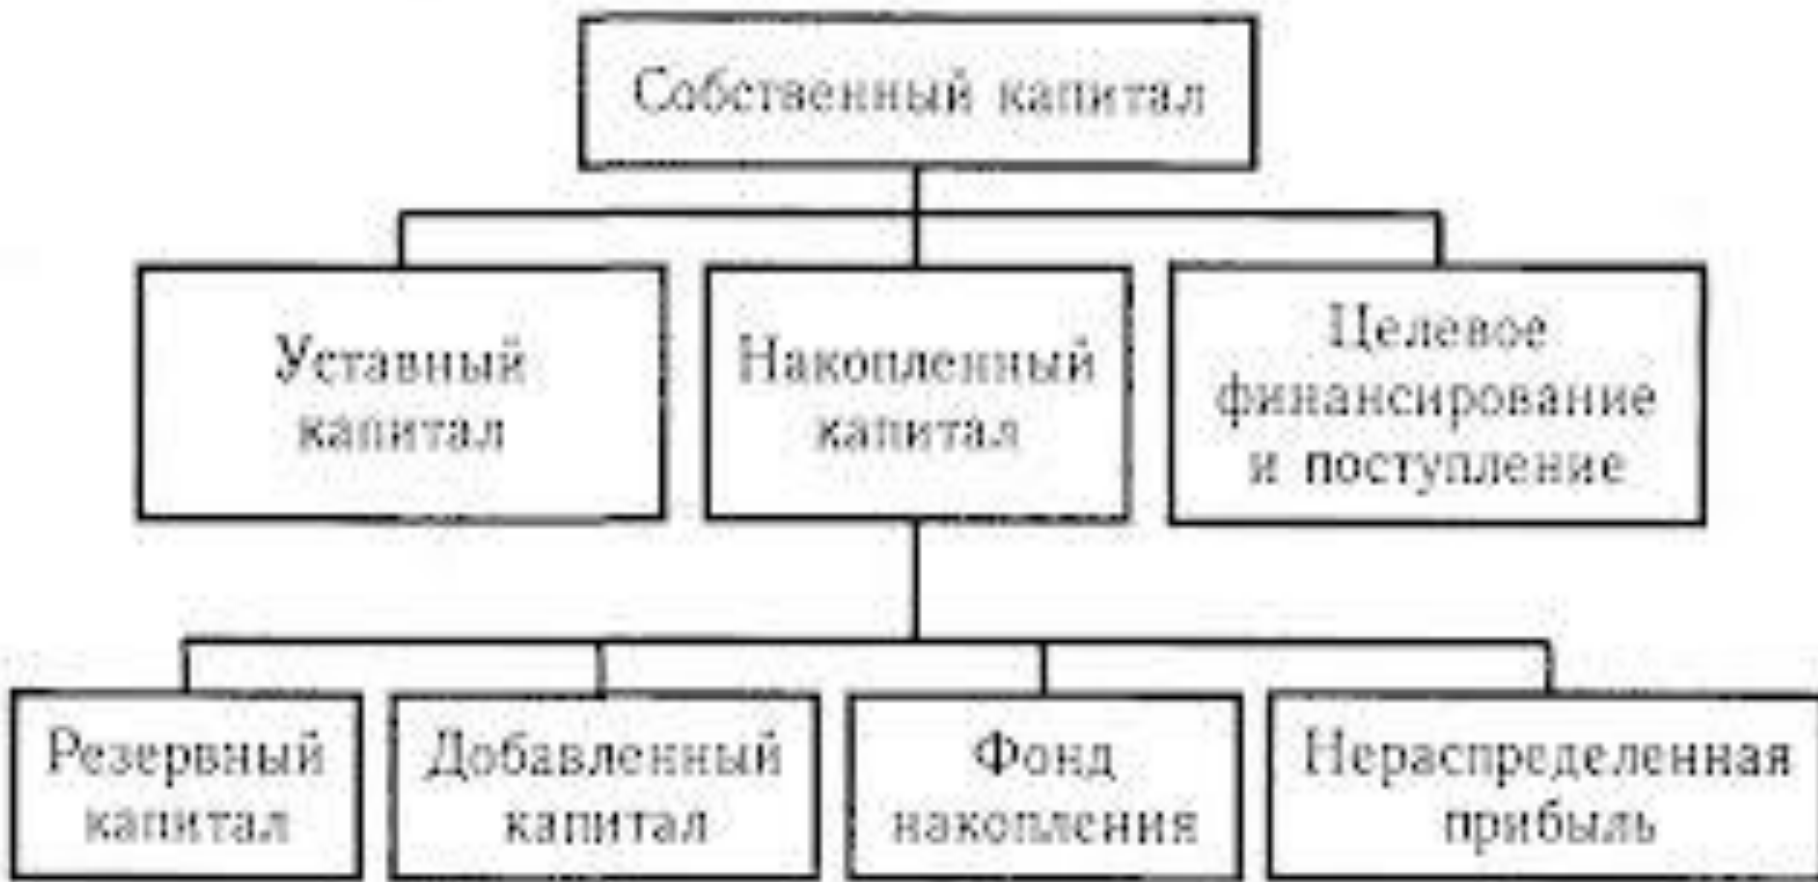 Собственный капитал
Уставный
капитал
Накопленный
капитал
Целевое
финансирование
и поступление
Резервный
капитал
Добавленный
капитал
Фонд
накопления
Нераспределенная
прибыль